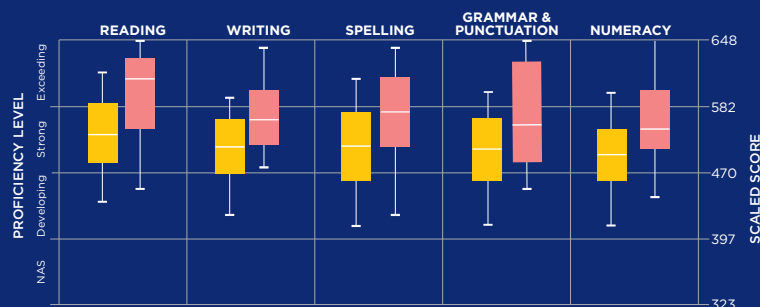 READING
WRITING
SPELLING
GRAMMAR &
PUNCTUATION
NUMERACY
PROFICIENCY LEVEL
Exceeding
Strong
Developing
NAS
648
582
470
397
323
SCALED SCORE